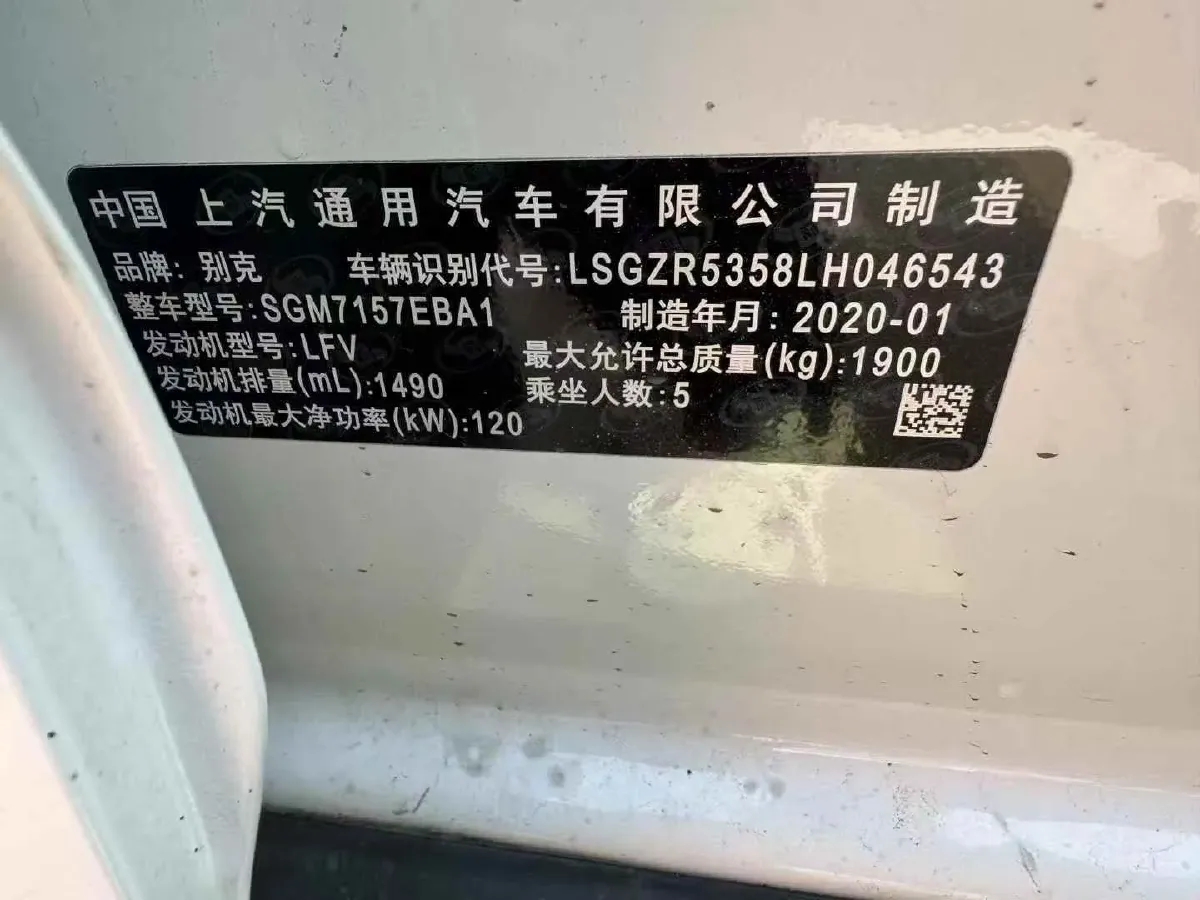 中国 上汽通用汽车有限公司制造
品牌: 别克 车辆识别代号:LSGZR5358LH046543
整车型号:SGM7157EBA1 制造年月: 2020-01
发动机型号:LFV 最大允许总质量(kg):1900
发动机排量(mL):1490 乘坐人数:5
发动机最大净功率(kW):120